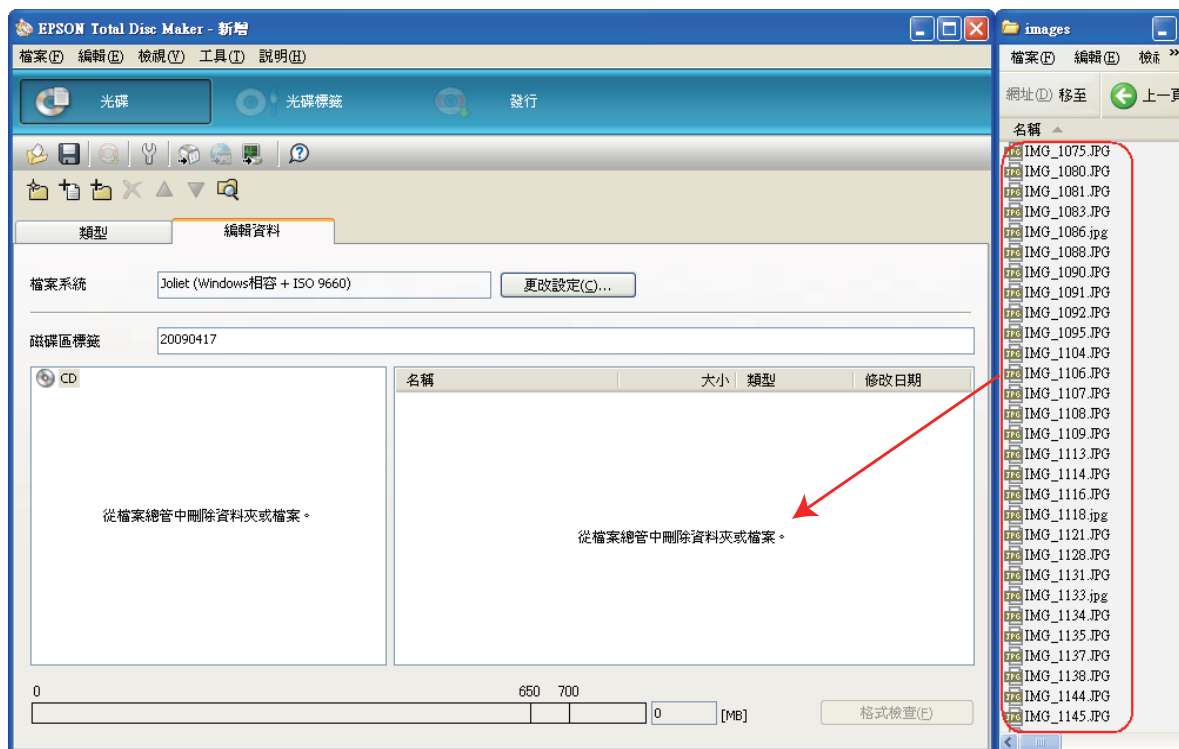 EPSON Total Disc Maker - 新增
檔案(F) 編輯(E) 檢視(V) 工具(T) 說明(H)
光碟 光碟標籤 發行
類型 編輯資料
檔案系統 Joliet (Windows相容 + ISO 9660) 更改設定(C)...
磁碟區標籤 20090417
CD
名稱 大小 類型 修改日期
從檔案總管中刪除資料夾或檔案。
從檔案總管中刪除資料夾或檔案。
0 650 700
0 [MB] 格式檢查(F)
images
檔案(F) 編輯(E)
網址(D) 移至 上一頁
名稱
IMG_1075.JPG
IMG_1080.JPG
IMG_1081.JPG
IMG_1083.JPG
IMG_1086.jpg
IMG_1088.JPG
IMG_1090.JPG
IMG_1091.JPG
IMG_1092.JPG
IMG_1095.JPG
IMG_1104.JPG
IMG_1106.JPG
IMG_1107.JPG
IMG_1108.JPG
IMG_1109.JPG
IMG_1113.JPG
IMG_1114.JPG
IMG_1116.JPG
IMG_1118.jpg
IMG_1121.JPG
IMG_1128.JPG
IMG_1131.JPG
IMG_1133.jpg
IMG_1134.JPG
IMG_1135.JPG
IMG_1137.JPG
IMG_1138.JPG
IMG_1144.JPG
IMG_1145.JPG